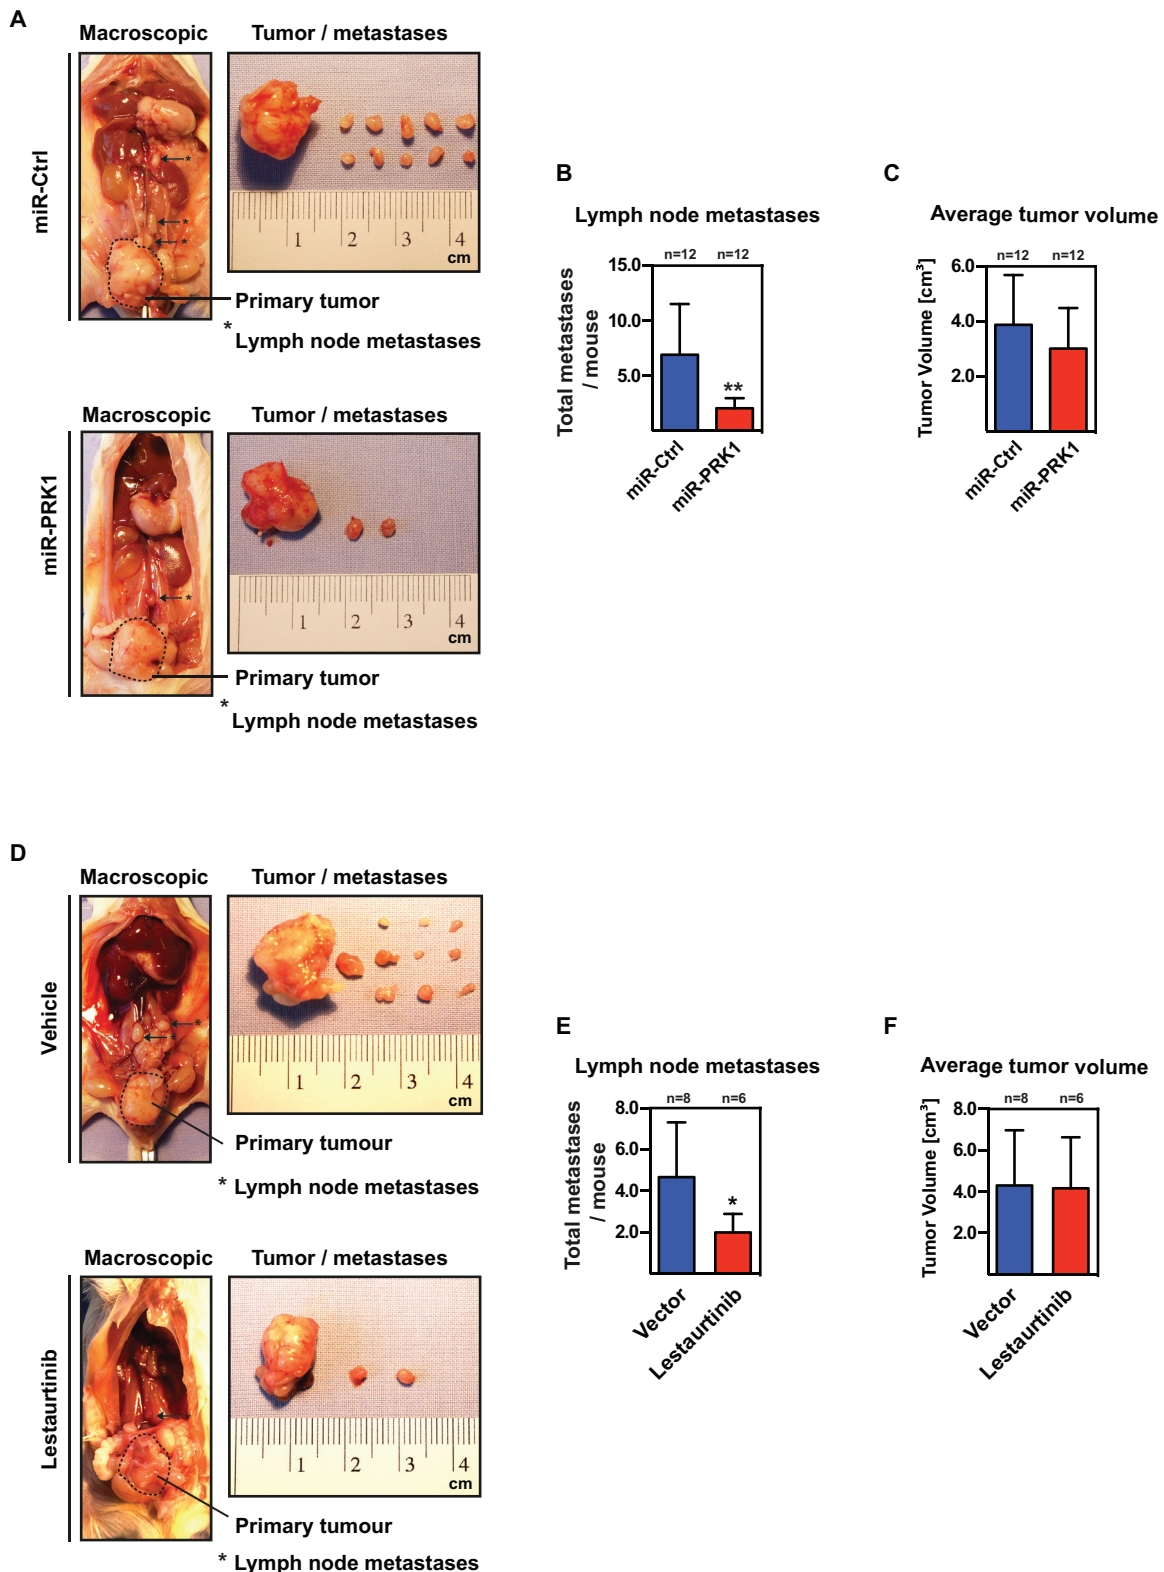 A
Macroscopic
Tumor / metastases
miR-Ctrl
*
*
*
1 2 3 4
cm
Primary tumor
* Lymph node metastases
Macroscopic
Tumor / metastases
miR-PRK1
*
1 2 3 4
cm
Primary tumor
* Lymph node metastases
B
Lymph node metastases
n=12 n=12
Total metastases
/ mouse
15.0
10.0
5.0
**
miR-Ctrl
miR-PRK1
C
Average tumor volume
n=12 n=12
Tumor Volume [cm³]
6.0
4.0
2.0
miR-Ctrl
miR-PRK1
D
Macroscopic
Tumor / metastases
Vehicle
*
*
1 2 3 4
cm
Primary tumour
* Lymph node metastases
Macroscopic
Tumor / metastases
Lestaurtinib
*
1 2 3 4
cm
Primary tumour
* Lymph node metastases
E
Lymph node metastases
n=8 n=6
Total metastases
/ mouse
8.0
6.0
4.0
2.0
*
Vector
Lestaurtinib
F
Average tumor volume
n=8 n=6
Tumor Volume [cm³]
8.0
6.0
4.0
2.0
Vector
Lestaurtinib